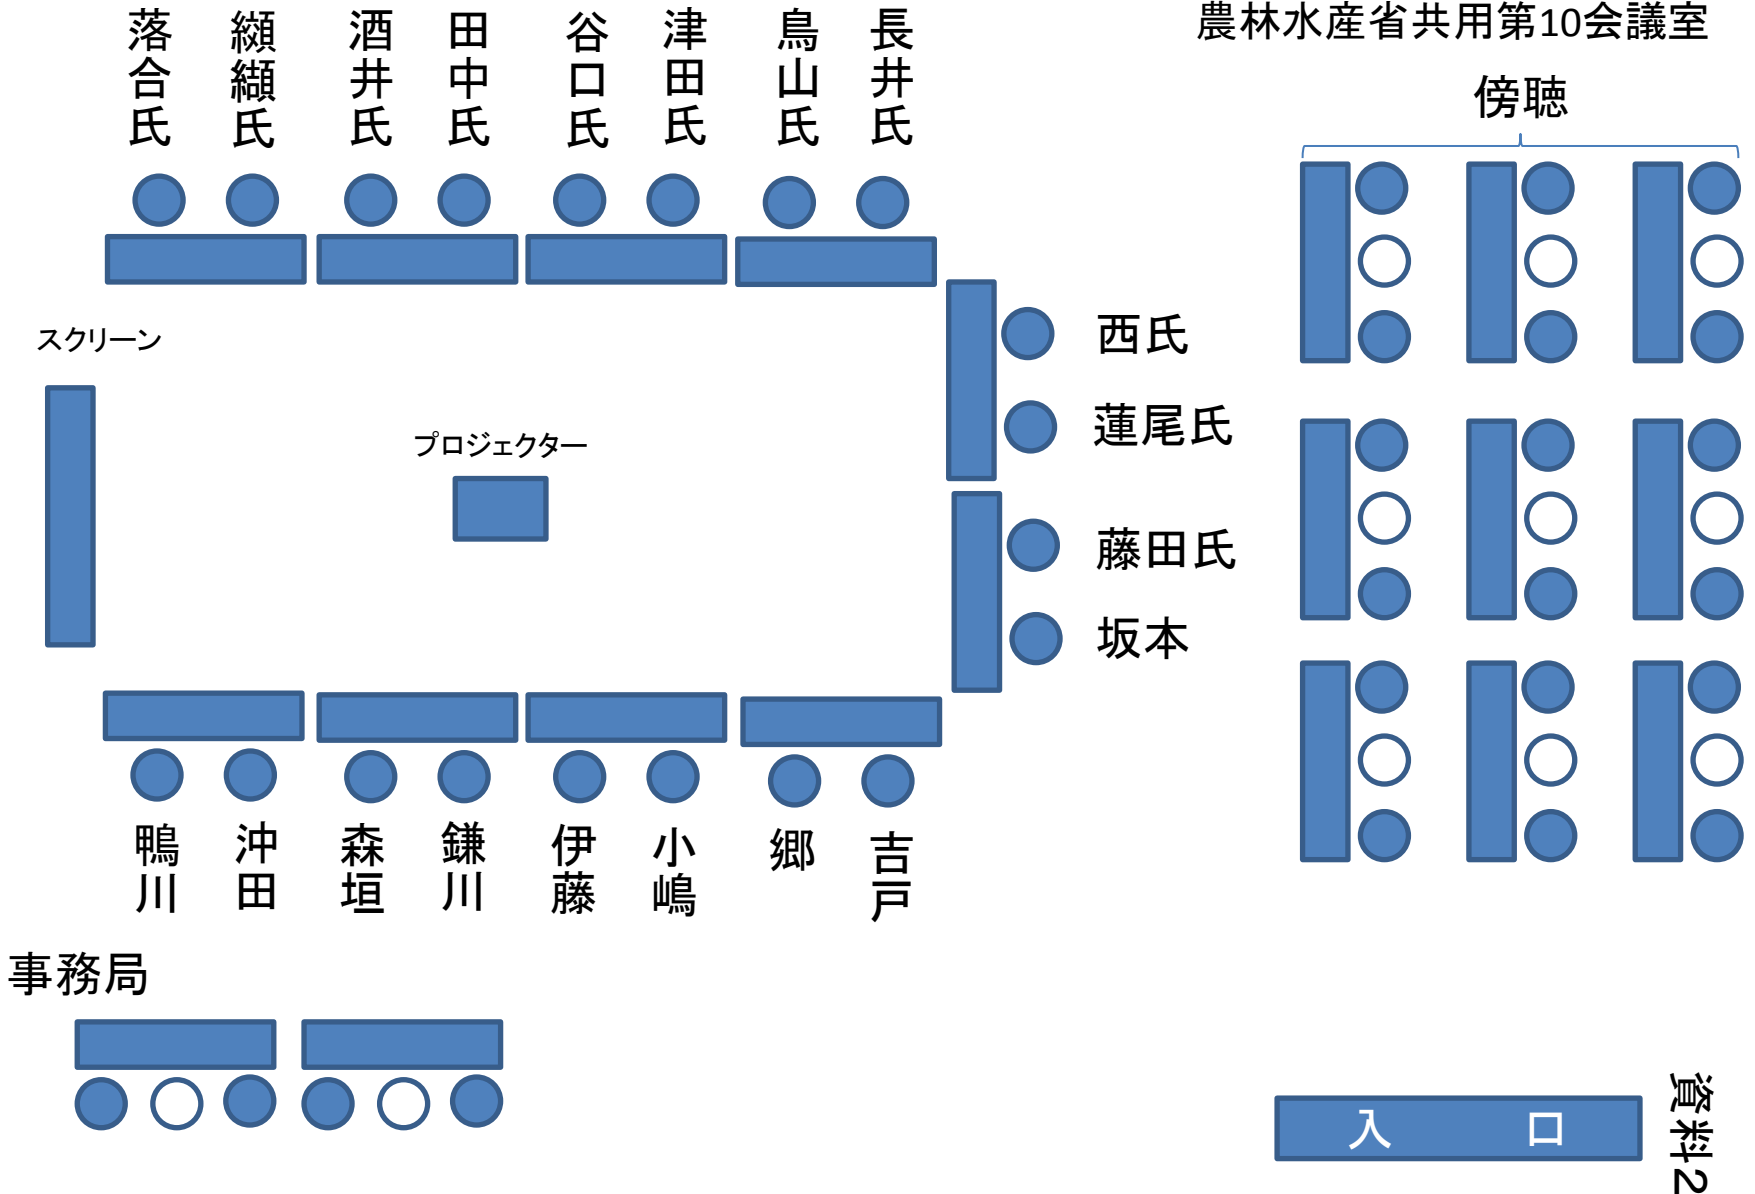 農林水産省共用第10会議室
傍聴
落合氏
纐纈氏
酒井氏
田中氏
谷口氏
津田氏
鳥山氏
長井氏
スクリーン
プロジェクター
西氏
蓮尾氏
藤田氏
坂本
鴨川
沖田
森垣
鎌川
伊藤
小嶋
郷
吉戸
事務局
入 口
資料2